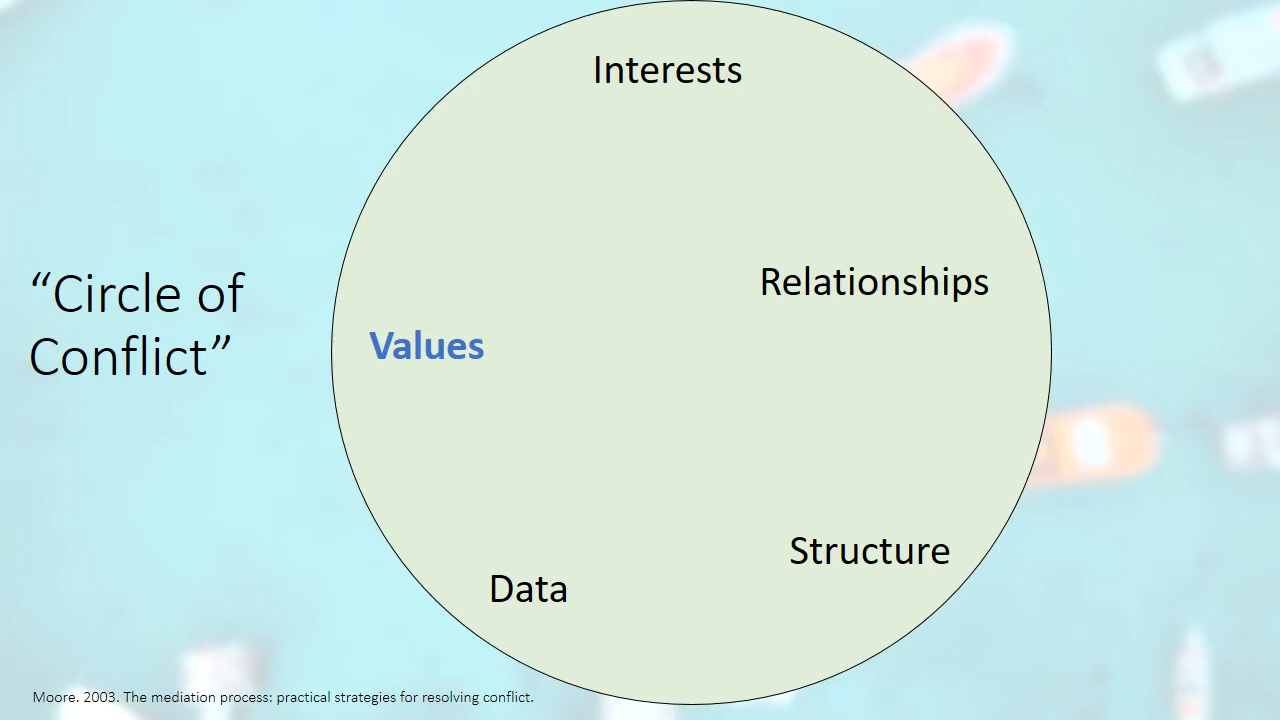 Interests
Relationships
“Circle of
Conflict”
Values
Structure
Data
Moore. 2003. The mediation process: practical strategies for resolving conflict.